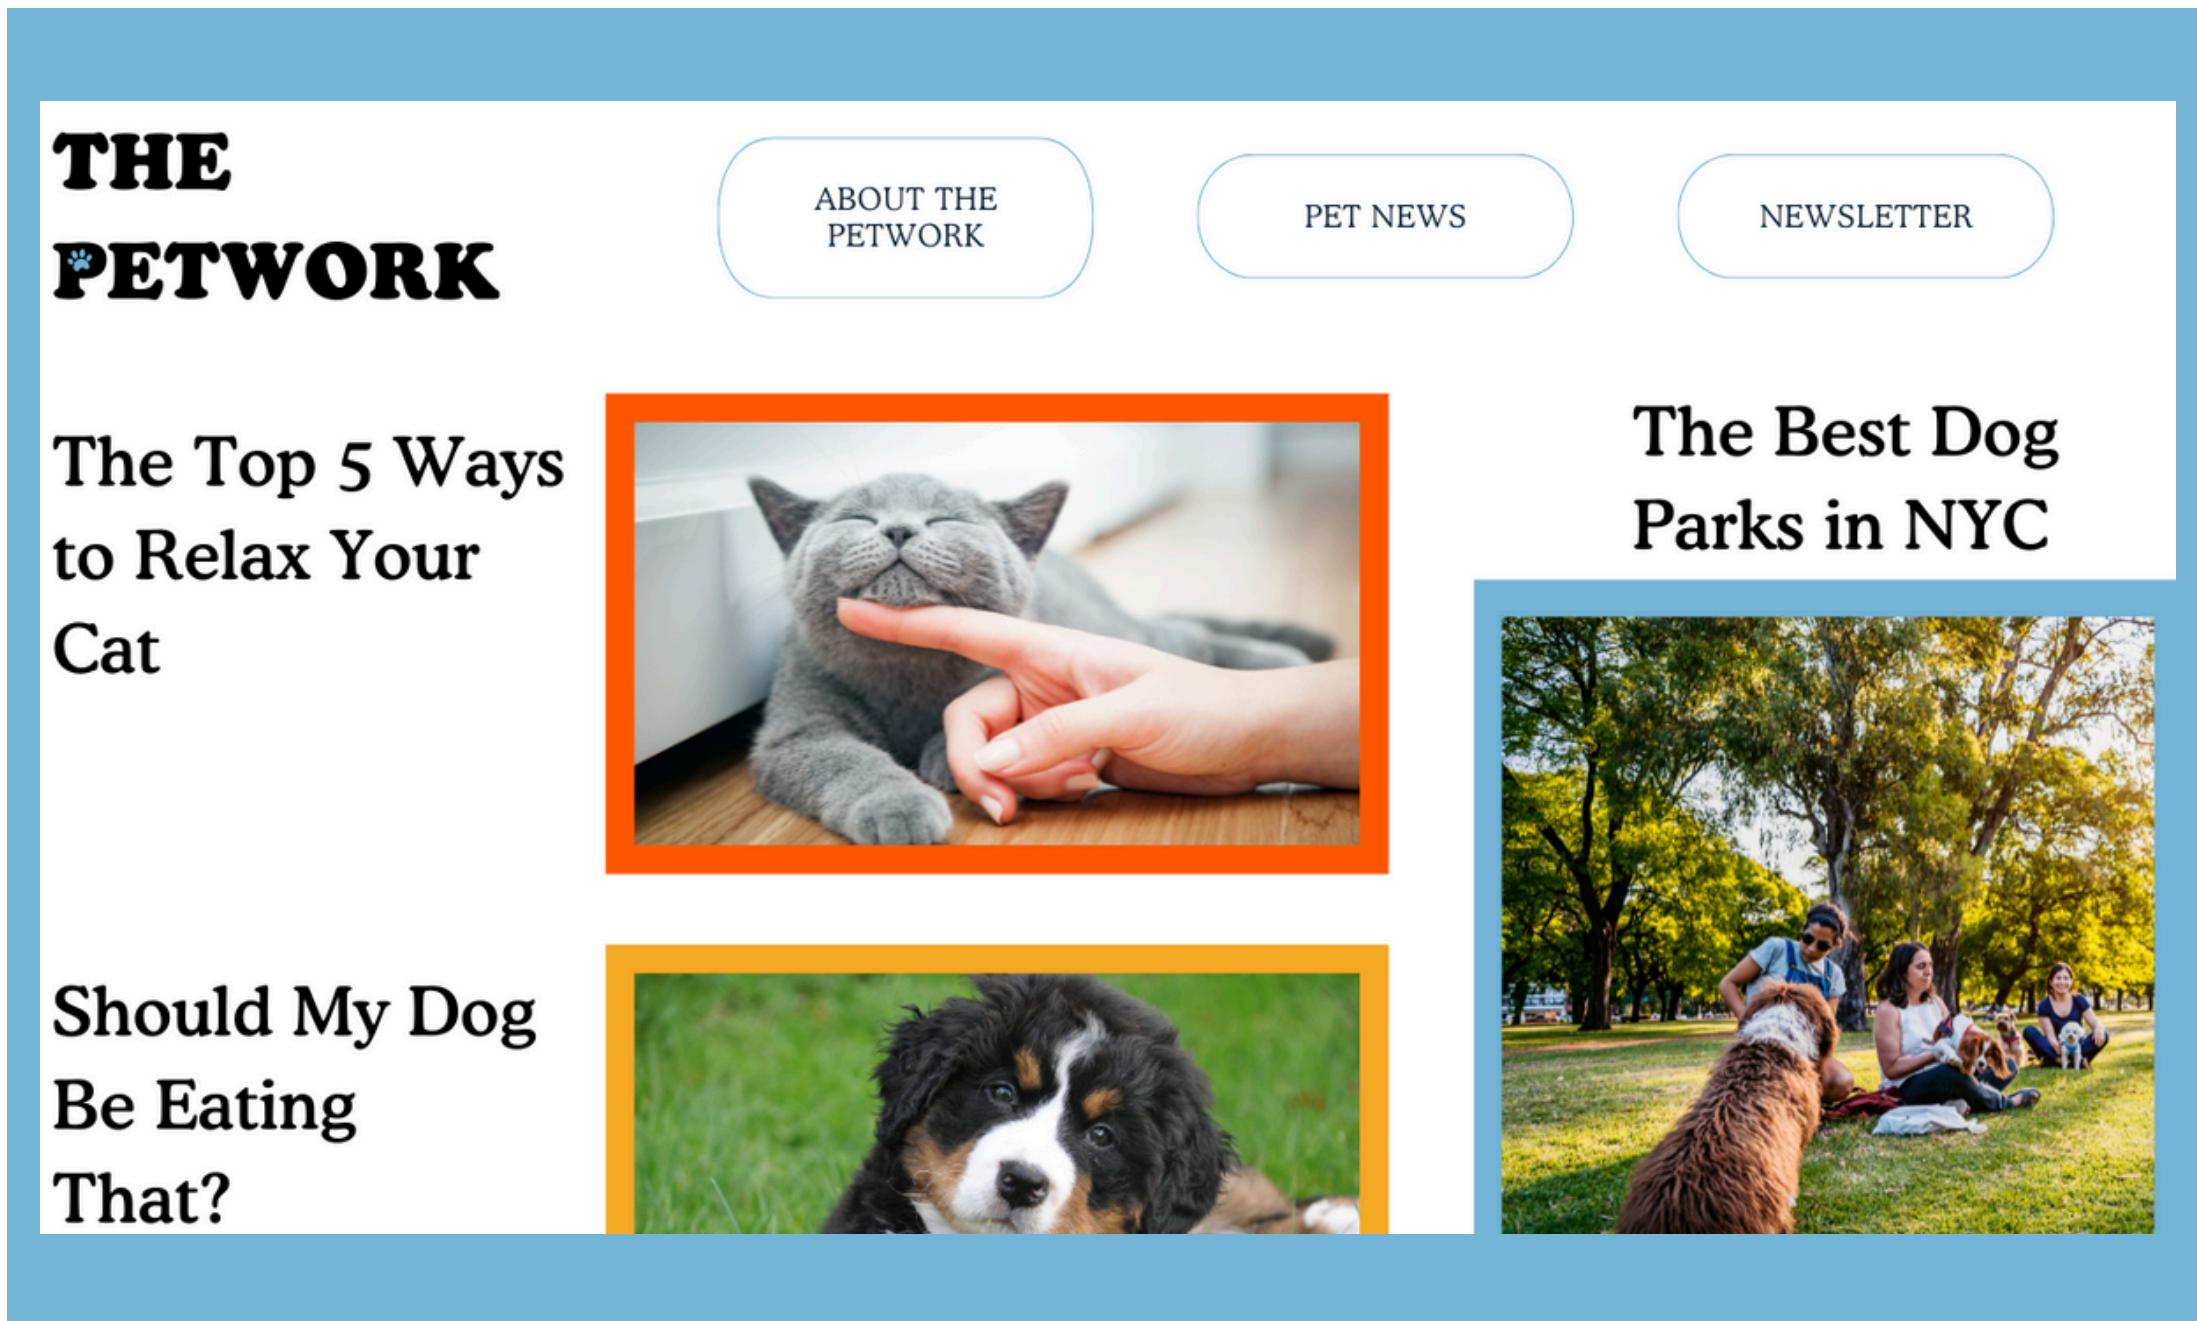 THE
PETWORK
ABOUT THE
PETWORK
PET NEWS
NEWSLETTER
The Top 5 Ways
to Relax Your
Cat
The Best Dog
Parks in NYC
Should My Dog
Be Eating
That?